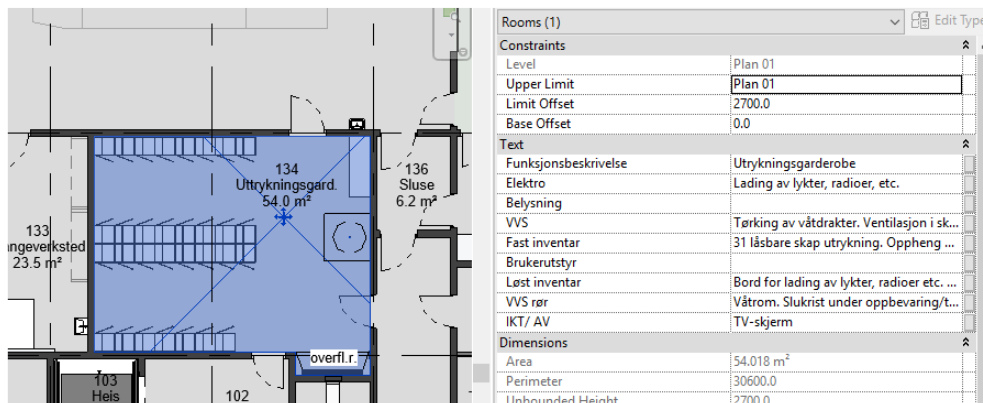 134
Uttrykningsgard.
54.0 m²
136
Sluse
6.2 m²
133
angeverksted
23.5 m²
overfl.r.
103
Heis
102
Rooms (1)
Edit Type
Constraints
Level Plan 01
Upper Limit Plan 01
Limit Offset 2700.0
Base Offset 0.0
Text
Funksjonsbeskrivelse Utrykningsgarderobe
Elektro Lading av lykter, radioer, etc.
Belysning
VVS Tørking av våtdrakter. Ventilasjon i sk...
Fast inventar 31 låsbare skap utrykning. Oppheng ...
Brukerutstyr
Løst inventar Bord for lading av lykter, radioer etc. ...
VVS rør Våtrom. Slukrist under oppbevaring/t...
IKT/ AV TV-skjerm
Dimensions
Area 54.018 m²
Perimeter 30600.0
Unbounded Height 2700.0